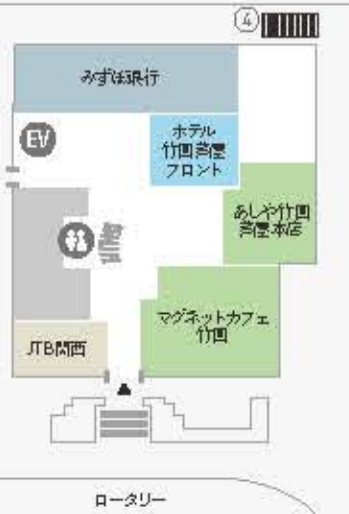 ④
みずほ銀行
EV
ホテル
竹園芦屋
フロント
あしや竹園
芦屋本店
マグネットカフェ
竹園
JTB関西
ロータリー